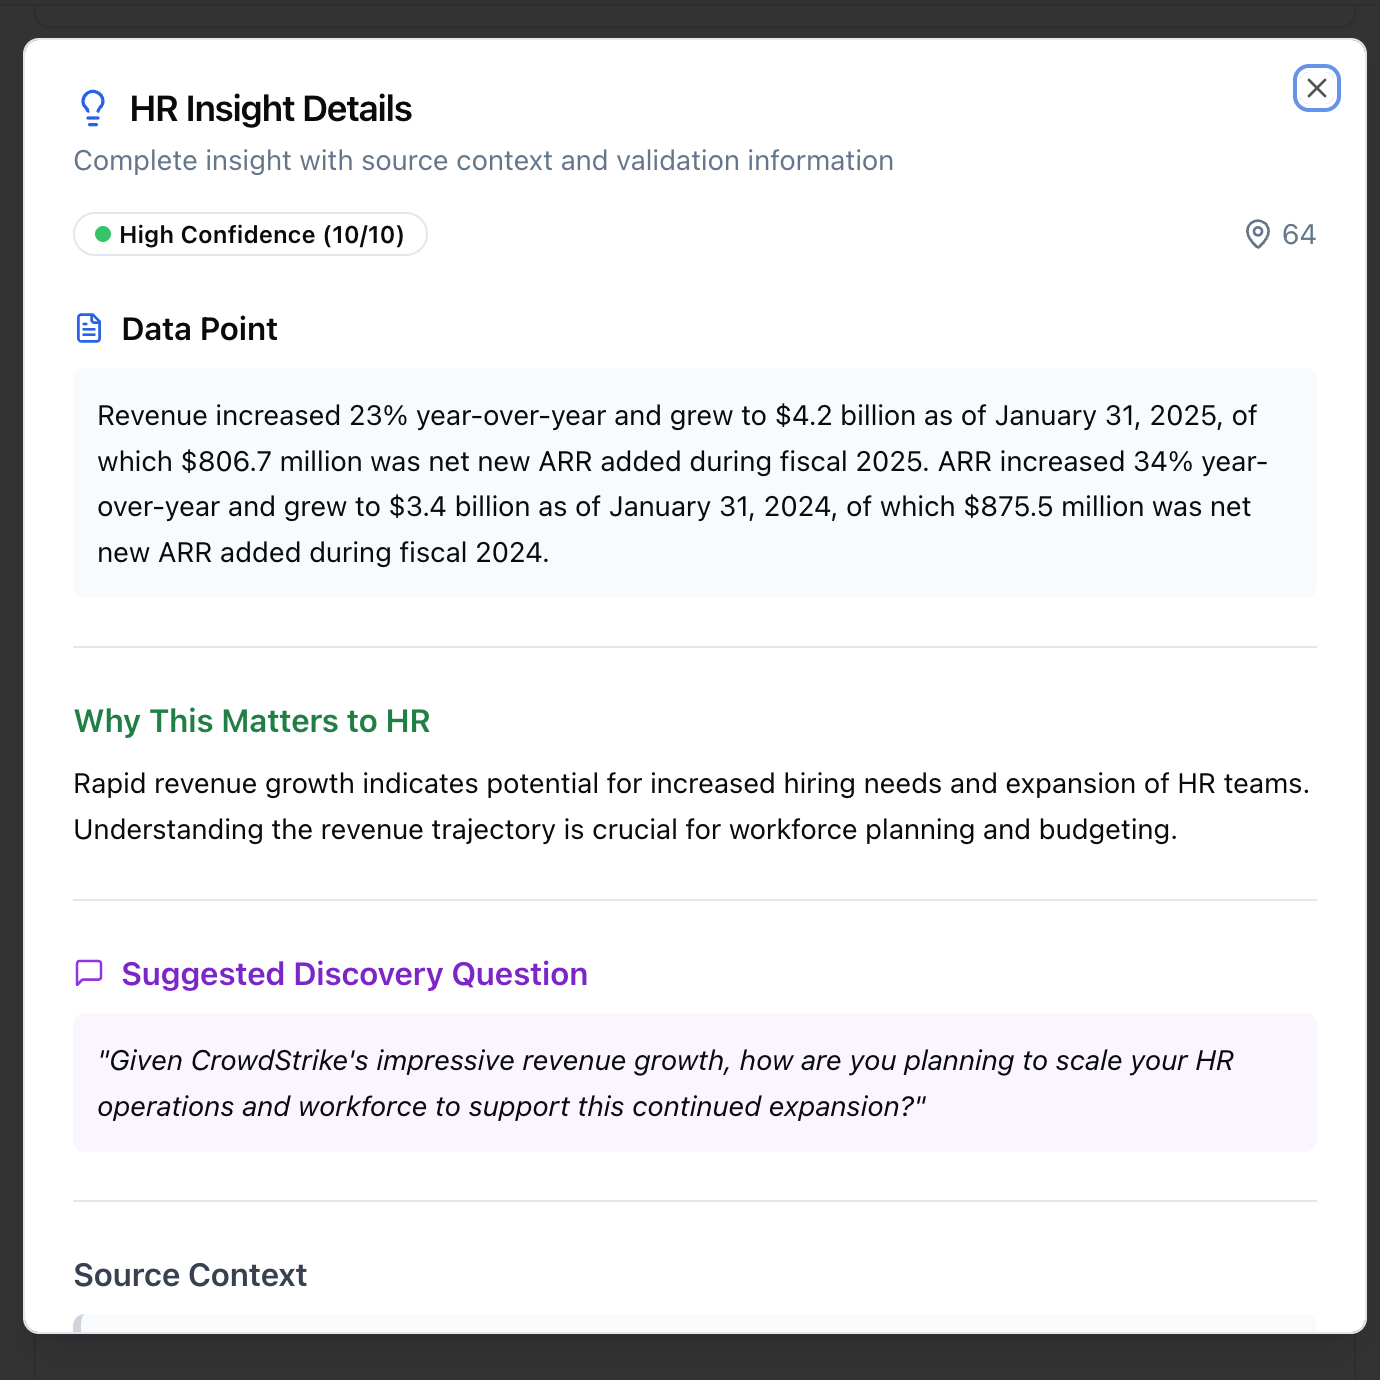 HR Insight Details
Complete insight with source context and validation information
High Confidence (10/10)
64
Data Point
Revenue increased 23% year-over-year and grew to $4.2 billion as of January 31, 2025, of
which $806.7 million was net new ARR added during fiscal 2025. ARR increased 34% year-
over-year and grew to $3.4 billion as of January 31, 2024, of which $875.5 million was net
new ARR added during fiscal 2024.
Why This Matters to HR
Rapid revenue growth indicates potential for increased hiring needs and expansion of HR teams.
Understanding the revenue trajectory is crucial for workforce planning and budgeting.
Suggested Discovery Question
"Given CrowdStrike's impressive revenue growth, how are you planning to scale your HR
operations and workforce to support this continued expansion?"
Source Context